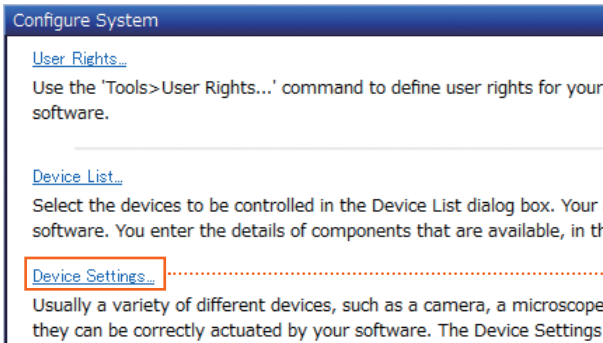 Configure System
User Rights...
Use the 'Tools>User Rights...' command to define user rights for your
software.
Device List...
Select the devices to be controlled in the Device List dialog box. Your
software. You enter the details of components that are available, in th
Device Settings...
Usually a variety of different devices, such as a camera, a microscope
they can be correctly actuated by your software. The Device Settings